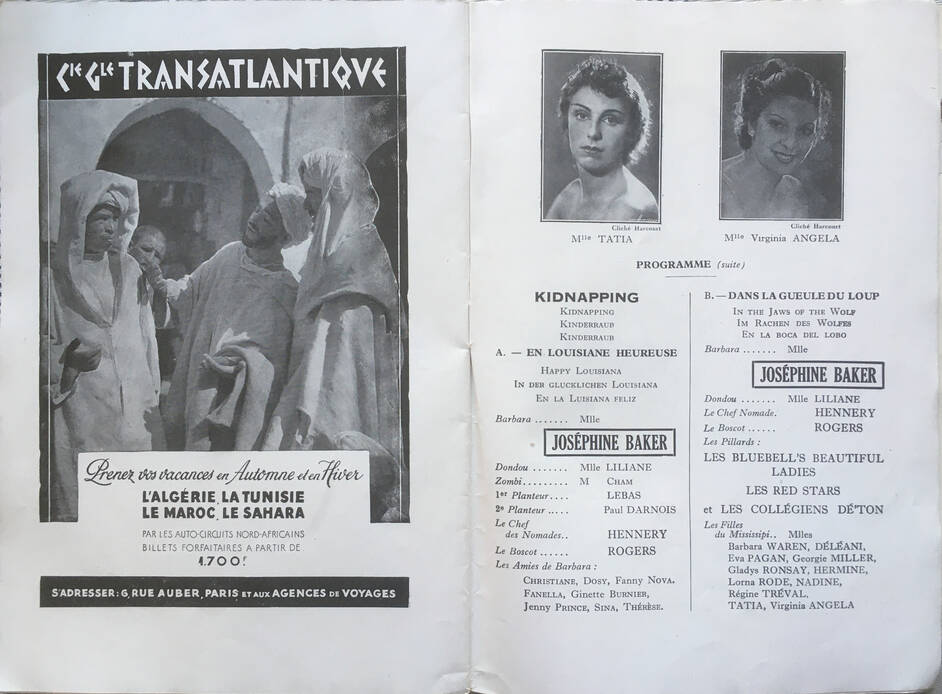 Cie Gle TRANSATLANTIQVE
Prenez vos vacances en Automne et en Hiver
L'ALGÉRIE, LA TUNISIE
LE MAROC, LE SAHARA
PAR LES AUTO-CIRCUITS NORD-AFRICAINS
BILLETS FORFAITAIRES A PARTIR DE
1.700F.
S'ADRESSER: 6, RUE AUBER, PARIS ET AUX AGENCES DE VOYAGES
Cliché Harcourt
Mlle TATIA
Cliché Harcourt
Mlle Virginia ANGELA
PROGRAMME (suite)
KIDNAPPING
KIDNAPPING
KINDERRAUB
KINDERRAUB
A. — EN LOUISIANE HEUREUSE
HAPPY LOUISIANA
IN DER GLUCKLICHEN LOUISIANA
EN LA LUISIANA FELIZ
Barbara ....... Mlle
JOSÉPHINE BAKER
Dondou ....... Mlle LILIANE
Zombi......... M CHAM
1er Planteur.... LEBAS
2e Planteur ..... Paul DARNOIS
Le Chef
des Nomades.. HENNERY
Le Boscot ...... ROGERS
Les Amies de Barbara :
CHRISTIANE, DOSY, Fanny NOVA.
FANELLA, Ginette BURNIER,
Jenny PRINCE, SINA, THÉRÈSE.
B. — DANS LA GUEULE DU LOUP
IN THE JAWS OF THE WOLF
IM RACHEN DES WOLFES
EN LA BOCA DEL LOBO
Barbara ....... Mlle
JOSÉPHINE BAKER
Dondou ....... Mlle LILIANE
Le Chef Nomade. HENNERY
Le Boscot ...... ROGERS
Les Pillards :
LES BLUEBELL'S BEAUTIFUL
LADIES
LES RED STARS
et LES COLLÉGIENS DE'TON
Les Filles
du Mississipi.. Mlles
Barbara WAREN, DÉLÉANI,
Eva PAGAN, Georgie MILLER,
Gladys RONSAY, HERMINE,
Lorna RODE, NADINE,
Régine TRÉVAL,
TATIA, Virginia ANGELA